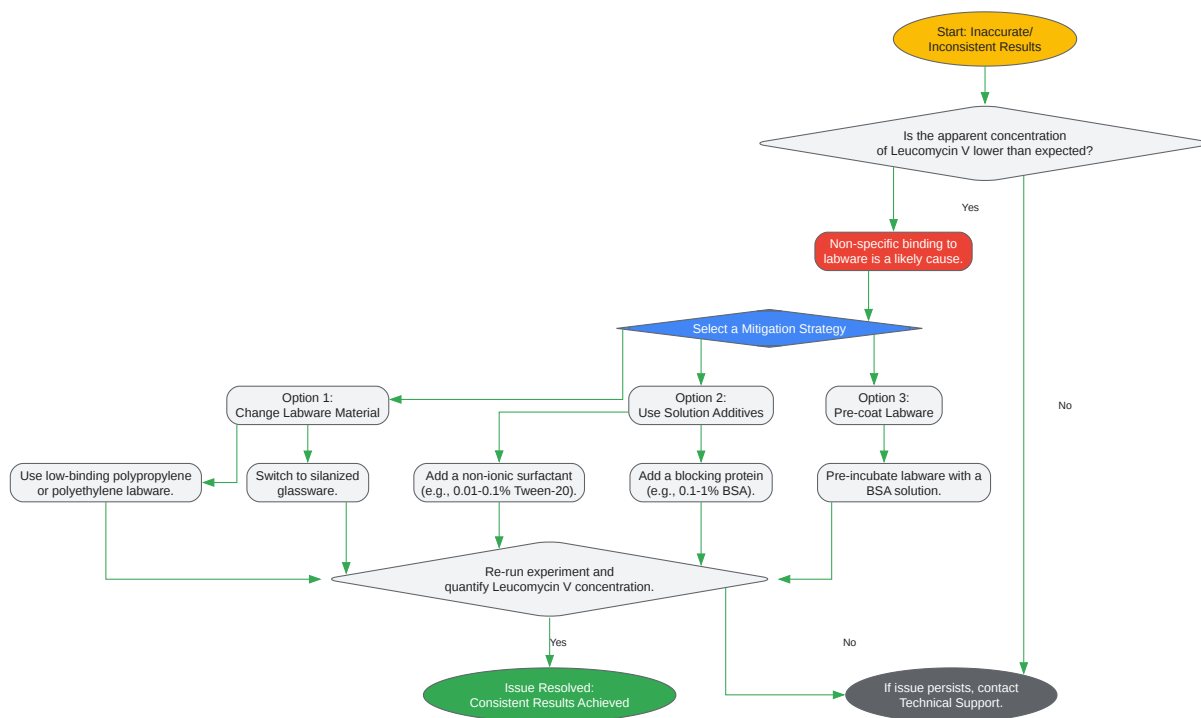 Start: Inaccurate/
Inconsistent Results
Is the apparent concentration
of Leucomycin V lower than expected?
Yes
Non-specific binding to
labware is a likely cause.
Select a Mitigation Strategy
Option 1:
Change Labware Material
Option 2:
Use Solution Additives
Option 3:
Pre-coat Labware
No
Use low-binding polypropylene
or polyethylene labware.
Switch to silanized
glassware.
Add a non-ionic surfactant
(e.g., 0.01-0.1% Tween-20).
Add a blocking protein
(e.g., 0.1-1% BSA).
Pre-incubate labware with a
BSA solution.
Re-run experiment and
quantify Leucomycin V concentration.
Yes
No
Issue Resolved:
Consistent Results Achieved
If issue persists, contact
Technical Support.